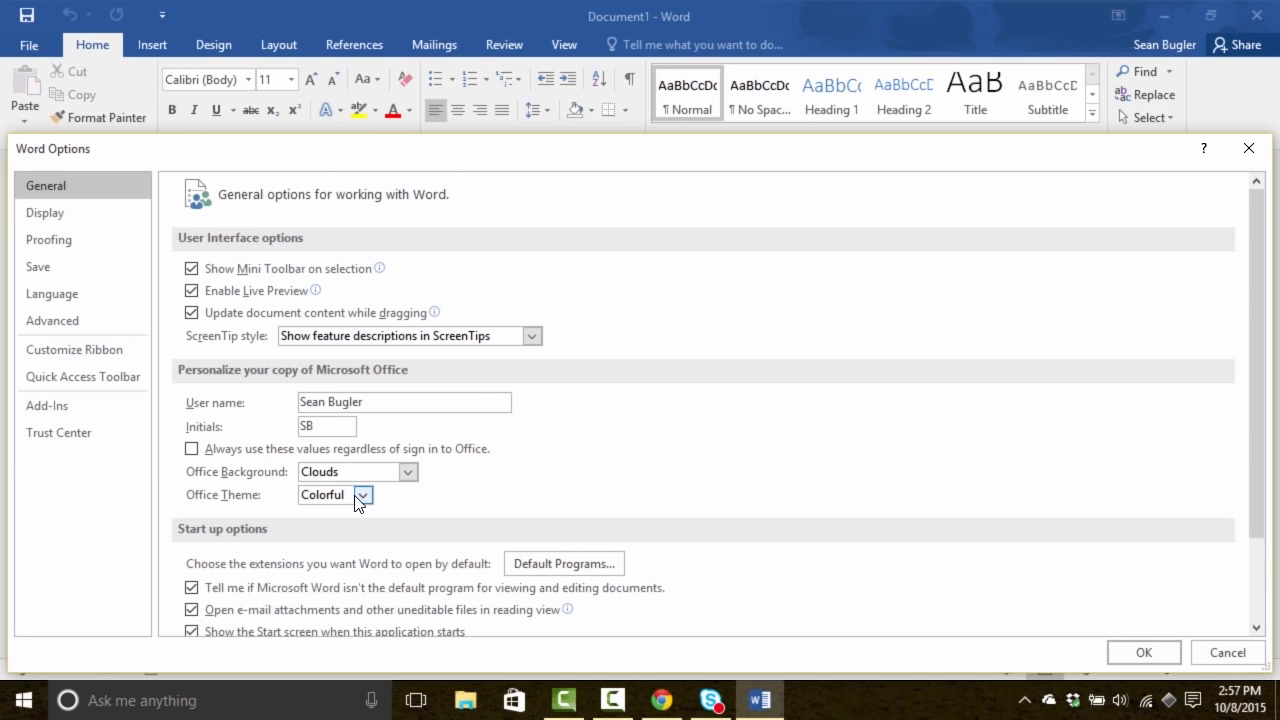 Document1 - Word
File Home Insert Design Layout References Mailings Review View Tell me what you want to do... Sean Bugler Share
Paste
Cut
Copy
Format Painter
Calibri (Body) 11 Aa
B I U abc x₂ x² A ab A
AaBbCcDc AaBbCcDc AaBbCc AaBbCcD AaB AaBbCcD
¶ Normal ¶ No Spac... Heading 1 Heading 2 Title Subtitle
Find
Replace
Select
Word Options ?
General
Display
Proofing
Save
Language
Advanced
Customize Ribbon
Quick Access Toolbar
Add-Ins
Trust Center
General options for working with Word.
User Interface options
Show Mini Toolbar on selection
Enable Live Preview
Update document content while dragging
ScreenTip style: Show feature descriptions in ScreenTips
Personalize your copy of Microsoft Office
User name: Sean Bugler
Initials: SB
Always use these values regardless of sign in to Office.
Office Background: Clouds
Office Theme: Colorful
Start up options
Choose the extensions you want Word to open by default: Default Programs...
Tell me if Microsoft Word isn't the default program for viewing and editing documents.
Open e-mail attachments and other uneditable files in reading view
Show the Start screen when this application starts
OK Cancel
Ask me anything
2:57 PM
10/8/2015